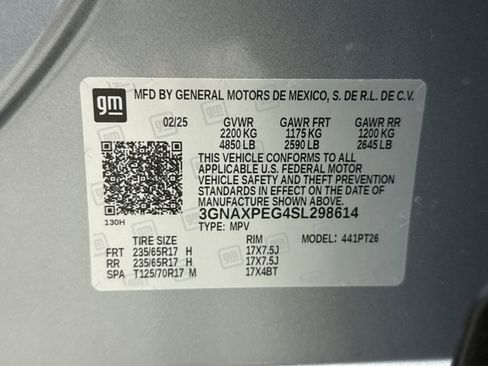 gm
MFD BY GENERAL MOTORS DE MEXICO, S. DE R.L. DE C.V.
02/25 GVWR GAWR FRT GAWR RR
2200 KG 1175 KG 1200 KG
4850 LB 2590 LB 2645 LB
THIS VEHICLE CONFORMS TO ALL
APPLICABLE U.S. FEDERAL MOTOR
VEHICLE SAFETY AND THEFT PREVENTION
STANDARDS IN EFFECT ON THE DATE
OF MANUFACTURE SHOWN ABOVE.
3GNAXPEG4SL298614
130H TYPE: MPV
TIRE SIZE RIM MODEL: 441PT26
FRT 235/65R17 H 17X7.5J
RR 235/65R17 H 17X7.5J
SPA T125/70R17 M 17X4BT